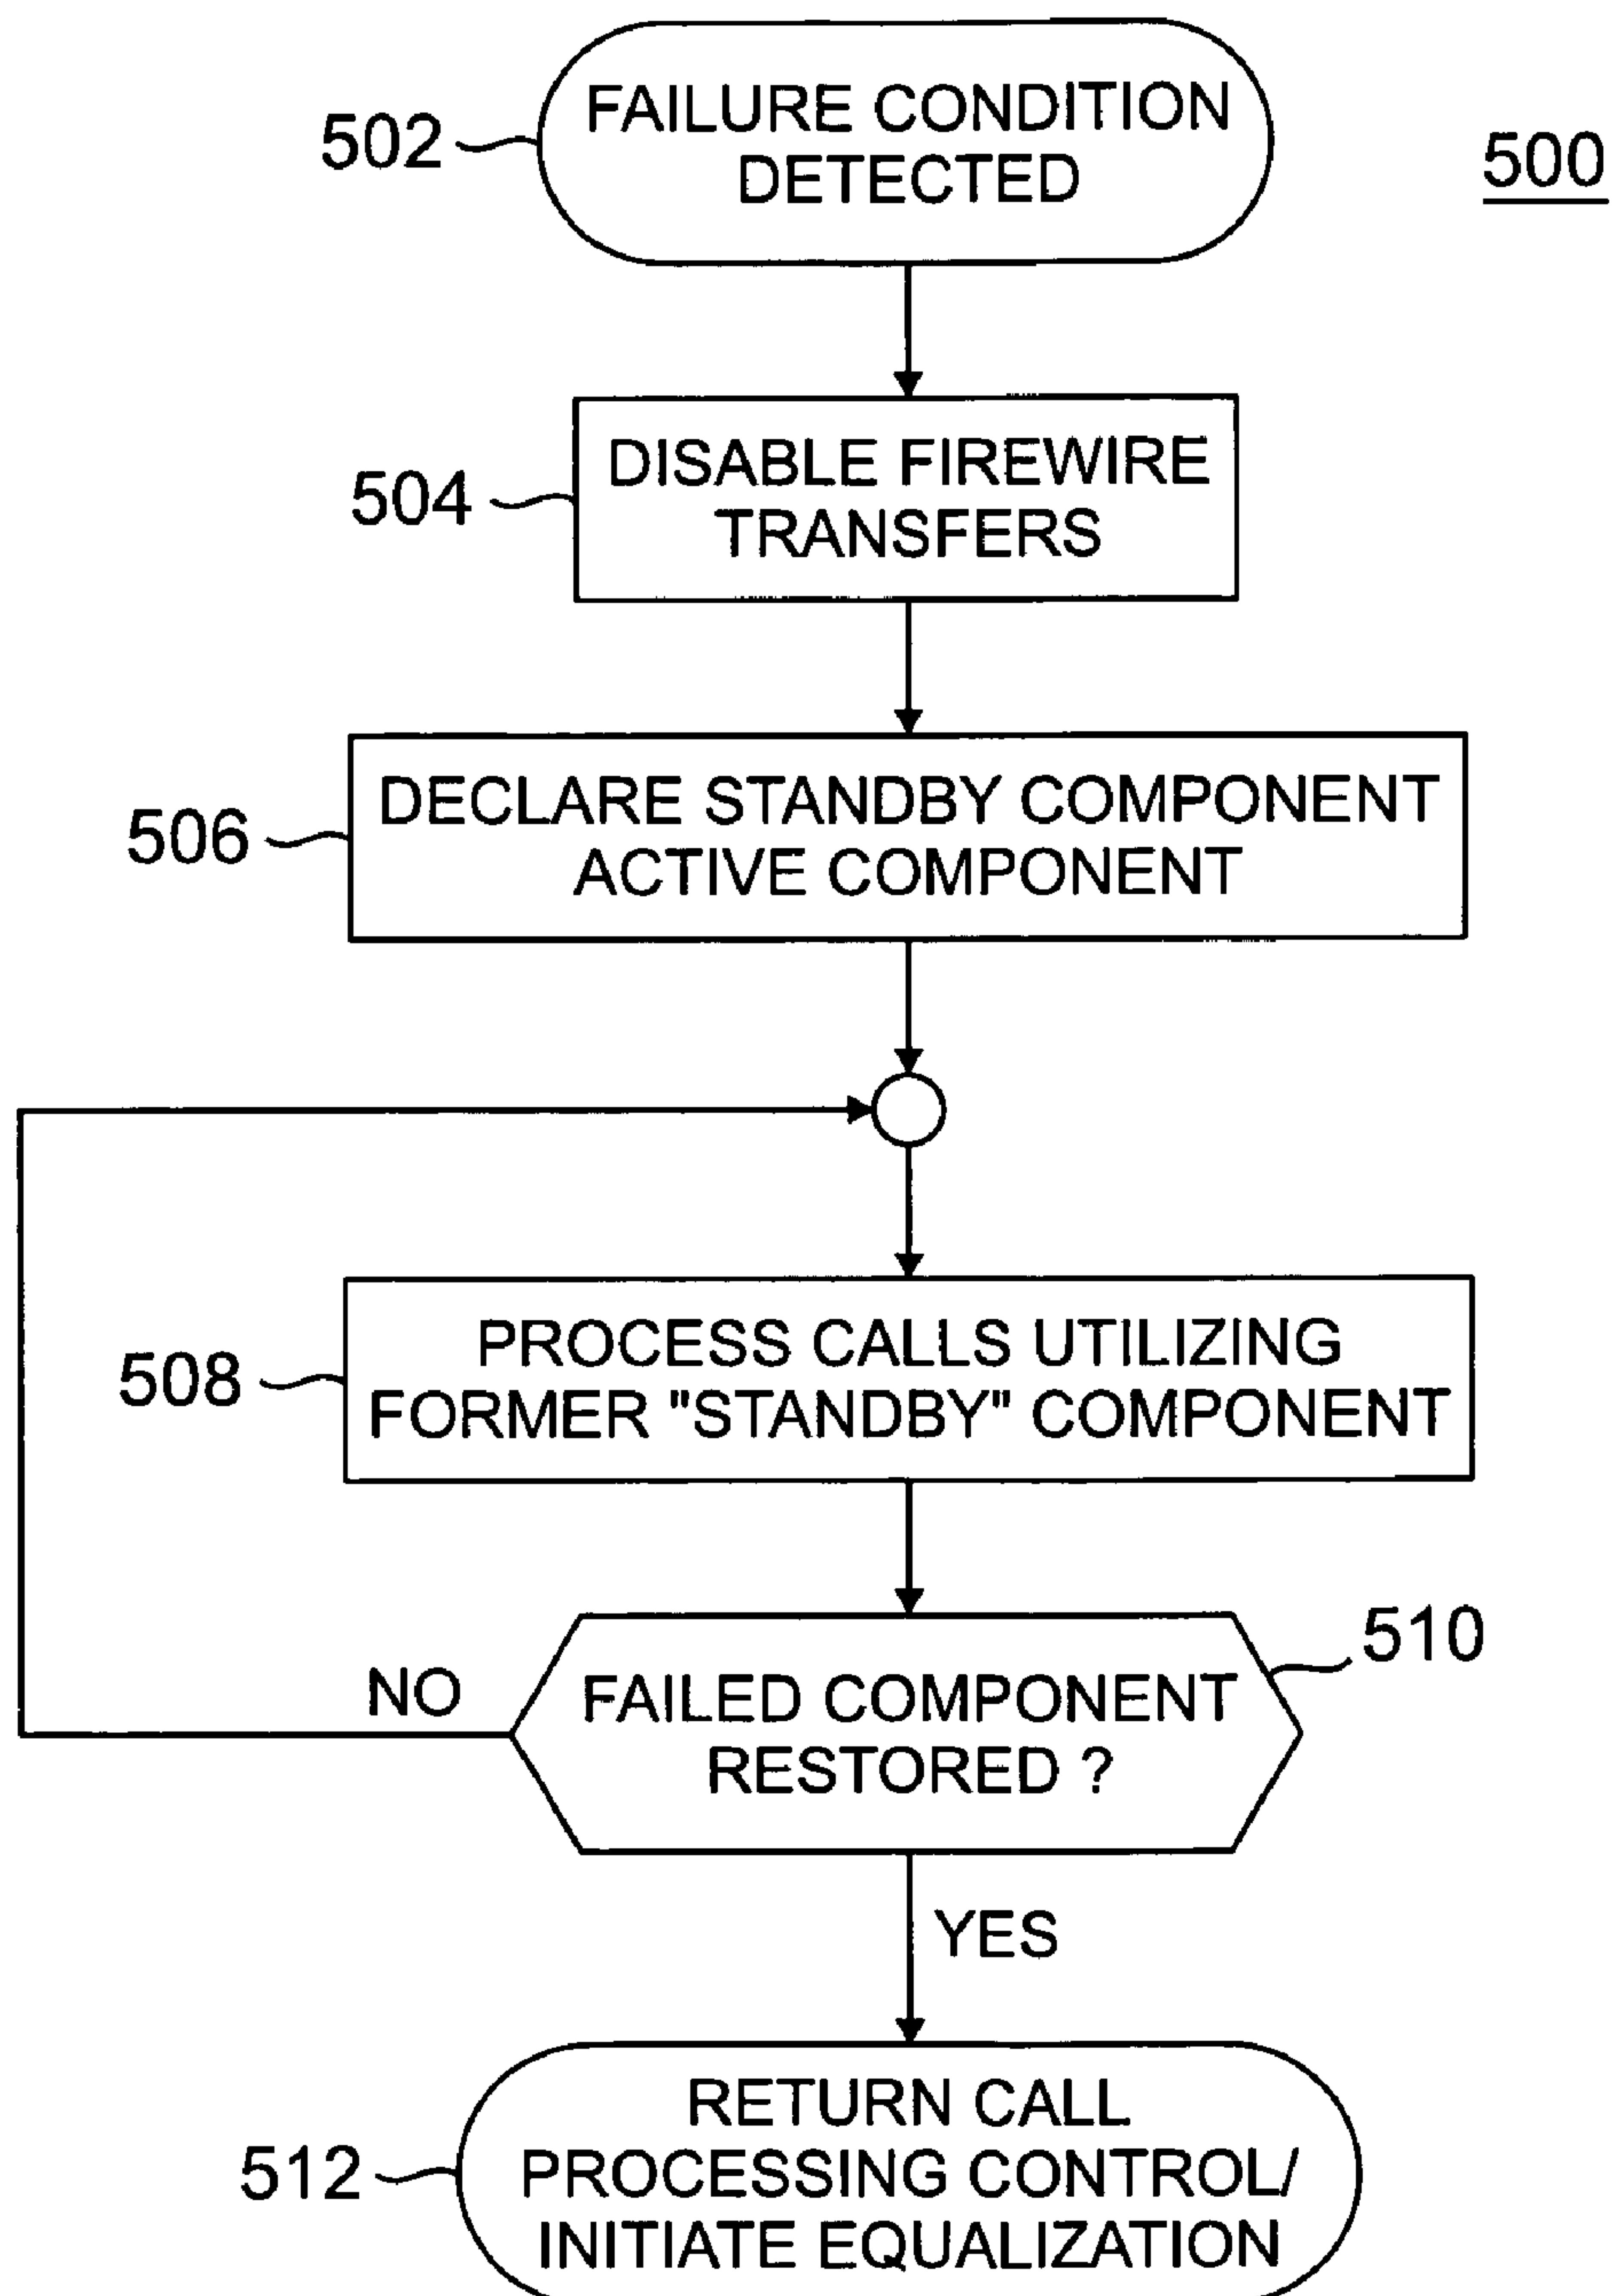 FAILURE CONDITION
DETECTED
502
500
DISABLE FIREWIRE
TRANSFERS
504
DECLARE STANDBY COMPONENT
ACTIVE COMPONENT
506
PROCESS CALLS UTILIZING
FORMER "STANDBY" COMPONENT
508
510
NO
FAILED COMPONENT
RESTORED ?
YES
RETURN CALL
PROCESSING CONTROL/
INITIATE EQUALIZATION
512